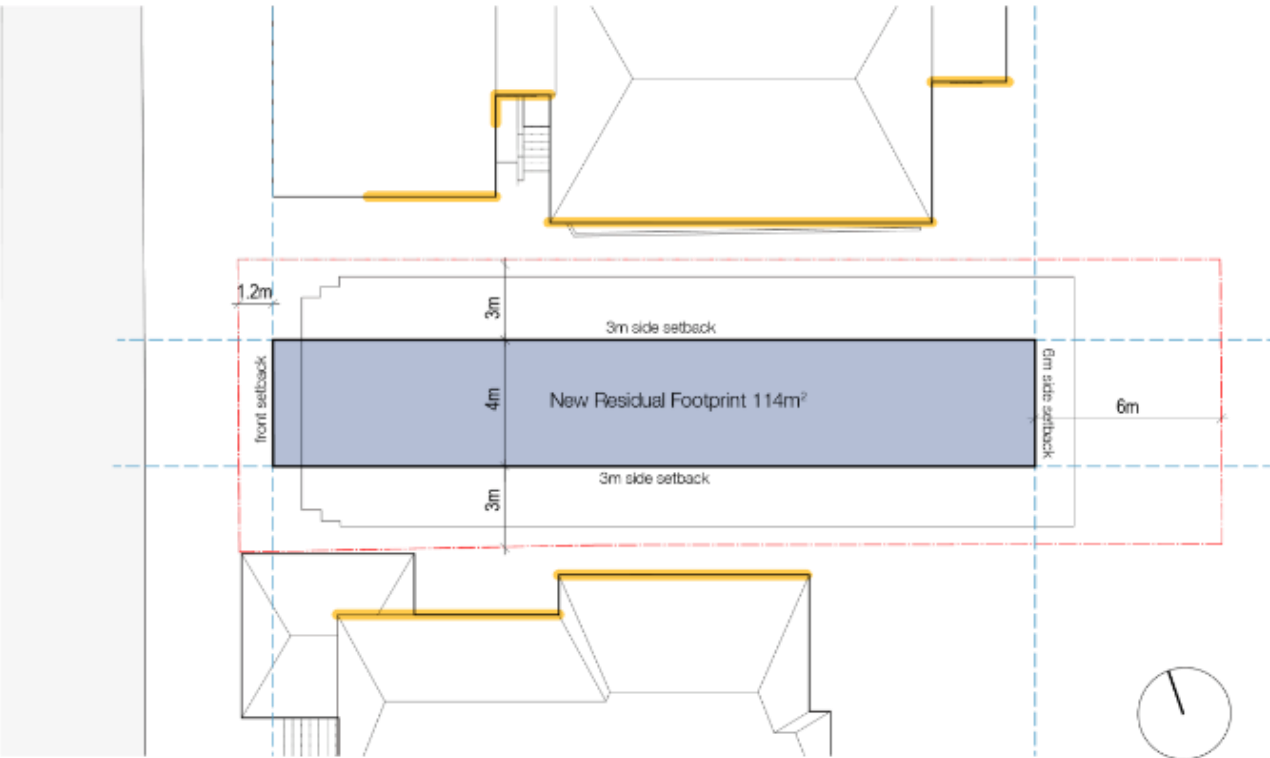 1.2m
3m
3m side setback
front setback
4m
New Residual Footprint 114m²
6m side setback
6m
3m side setback
3m